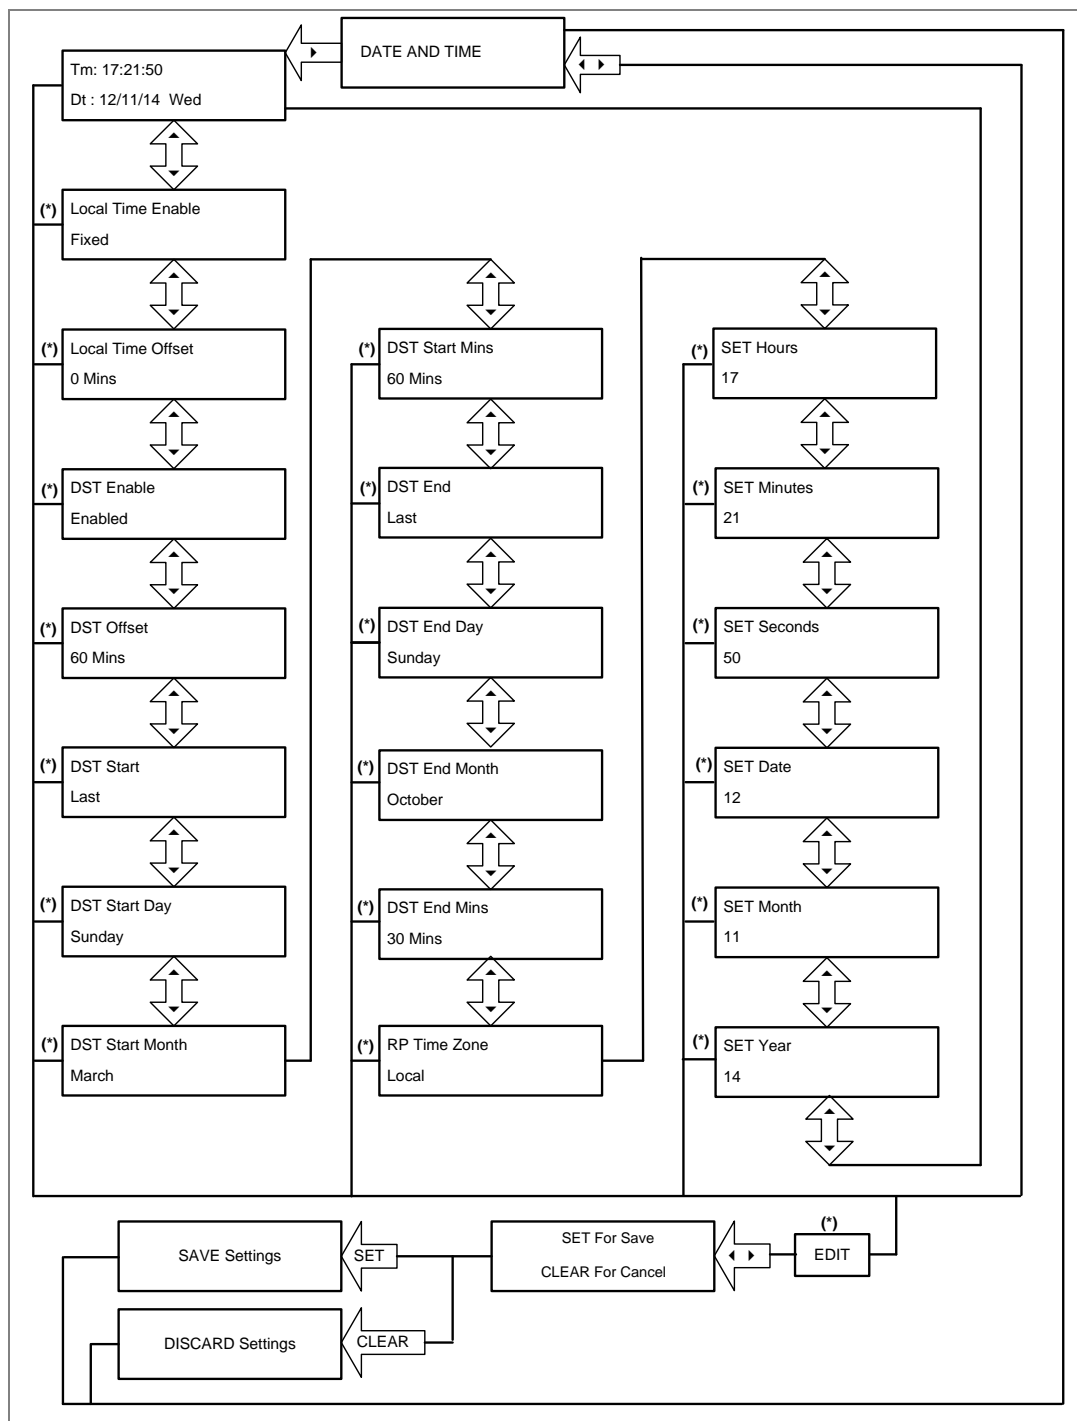 DATE AND TIME
Tm: 17:21:50
Dt : 12/11/14 Wed
(*)
Local Time Enable
Fixed
(*)
Local Time Offset
0 Mins
(*)
DST Enable
Enabled
(*)
DST Offset
60 Mins
(*)
DST Start
Last
(*)
DST Start Day
Sunday
(*)
DST Start Month
March
(*)
DST Start Mins
60 Mins
(*)
DST End
Last
(*)
DST End Day
Sunday
(*)
DST End Month
October
(*)
DST End Mins
30 Mins
(*)
RP Time Zone
Local
(*)
SET Hours
17
(*)
SET Minutes
21
(*)
SET Seconds
50
(*)
SET Date
12
(*)
SET Month
11
(*)
SET Year
14
(*)
EDIT
SET For Save
CLEAR For Cancel
SET
SAVE Settings
CLEAR
DISCARD Settings